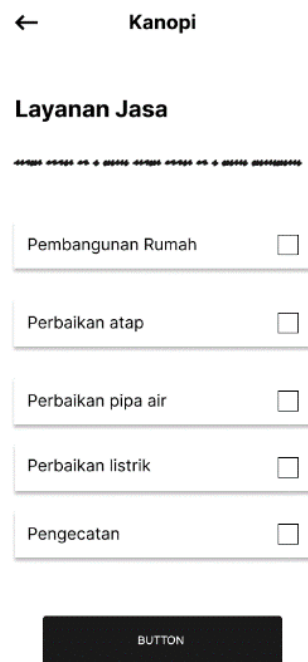 Kanopi
Layanan Jasa
Pembangunan Rumah
Perbaikan atap
Perbaikan pipa air
Perbaikan listrik
Pengecatan
BUTTON